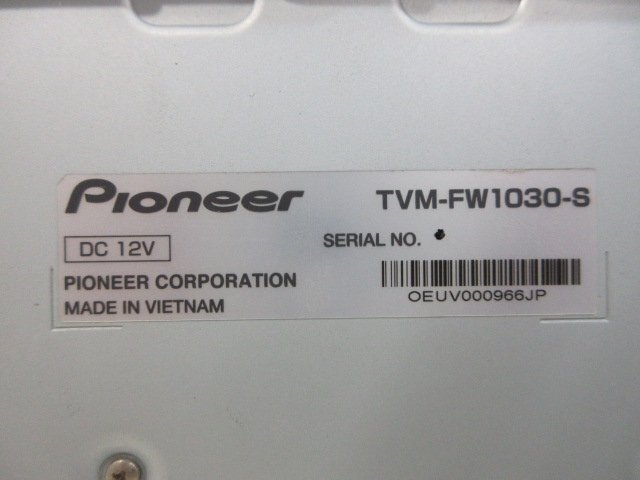 Pioneer
TVM-FW1030-S
DC 12V
SERIAL NO.
PIONEER CORPORATION
MADE IN VIETNAM
OEUV000966JP